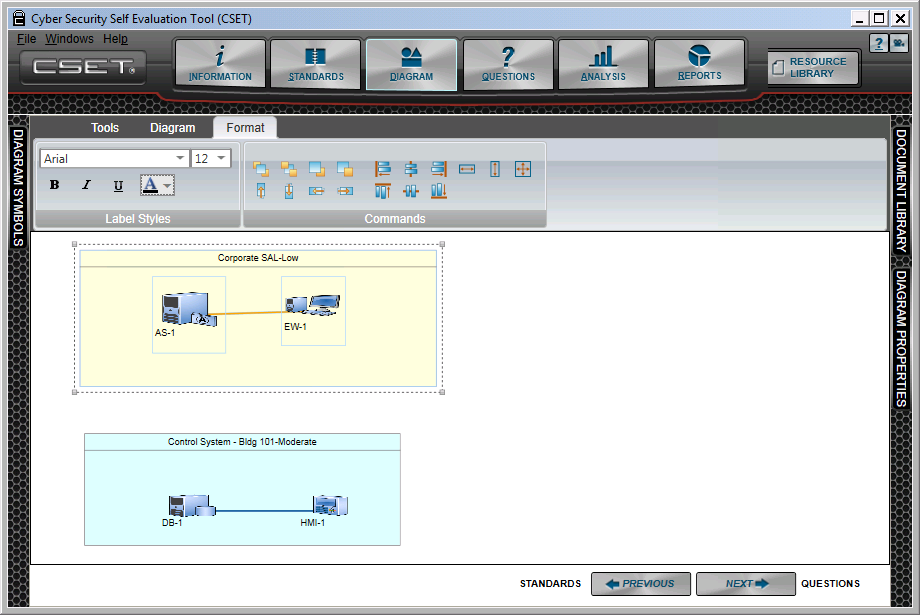 Cyber Security Self Evaluation Tool (CSET)
File Windows Help
CSET
INFORMATION
STANDARDS
DIAGRAM
?
QUESTIONS
ANALYSIS
REPORTS
RESOURCE
LIBRARY
?
Tools Diagram Format
Arial 12
B I U A
Label Styles
Commands
DIAGRAM SYMBOLS
DOCUMENT LIBRARY
DIAGRAM PROPERTIES
Corporate SAL-Low
AS-1
EW-1
Control System - Bldg 101-Moderate
DB-1
HMI-1
STANDARDS PREVIOUS NEXT QUESTIONS